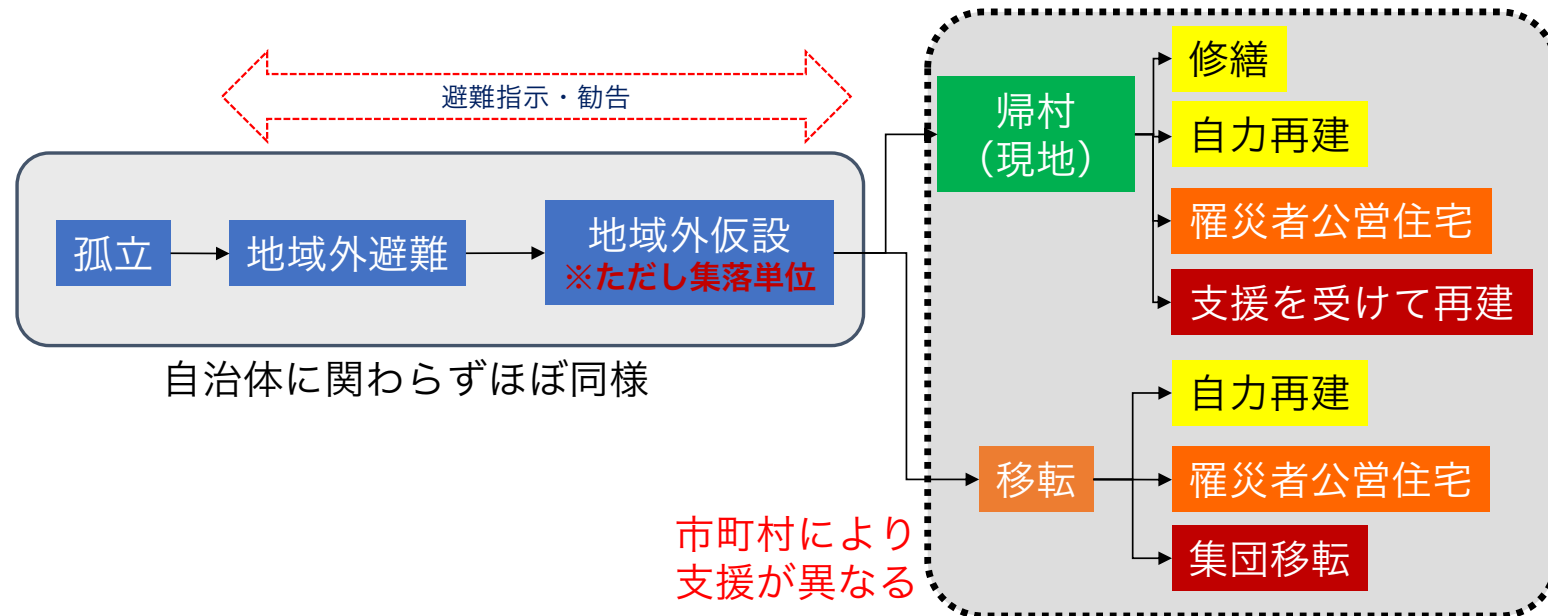 避難指示・勧告
孤立
地域外避難
地域外仮設
※ただし集落単位
自治体に関わらずほぼ同様
帰村
（現地）
修繕
自力再建
罹災者公営住宅
支援を受けて再建
移転
自力再建
罹災者公営住宅
集団移転
市町村により
支援が異なる